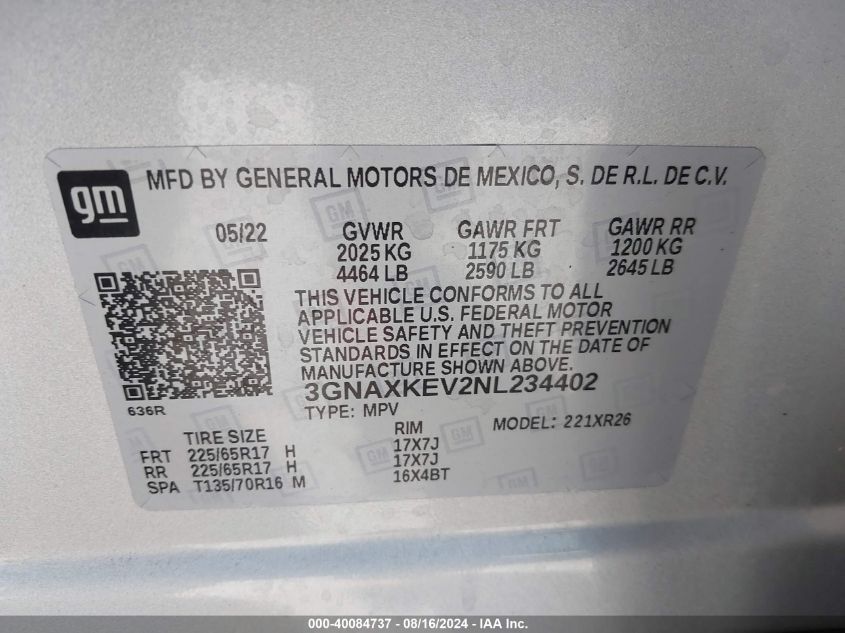 gm MFD BY GENERAL MOTORS DE MEXICO, S. DE R.L. DE C.V.
05/22 GVWR GAWR FRT GAWR RR
2025 KG 1175 KG 1200 KG
4464 LB 2590 LB 2645 LB
THIS VEHICLE CONFORMS TO ALL
APPLICABLE U.S. FEDERAL MOTOR
VEHICLE SAFETY AND THEFT PREVENTION
STANDARDS IN EFFECT ON THE DATE OF
MANUFACTURE SHOWN ABOVE.
3GNAXKEV2NL234402
636R
TYPE: MPV
MODEL: 221XR26
TIRE SIZE RIM
FRT 225/65R17 H 17X7J
RR 225/65R17 H 17X7J
SPA T135/70R16 M 16X4BT
000-40084737 - 08/16/2024 - IAA Inc.